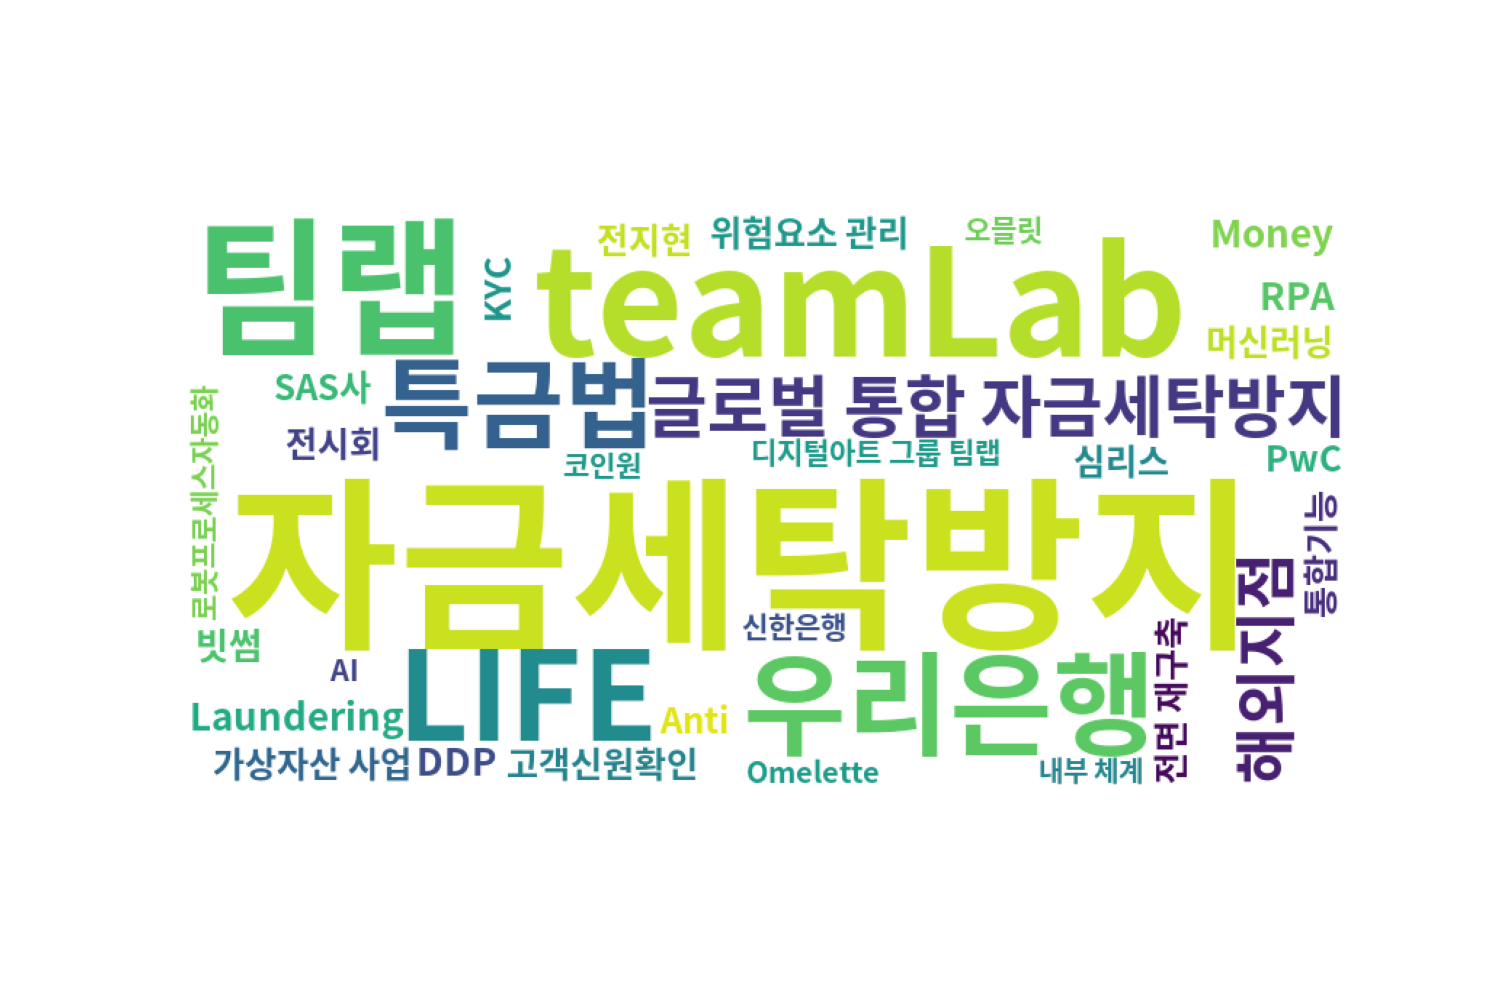 팀랩
KYC
전지현
위험요소 관리
오믈릿
Money
teamLab
RPA
머신러닝
SAS사
특금법
글로벌 통합 자금세탁방지
로봇프로세스자동화
전시회
코인원
디지털아트 그룹 팀랩
심리스
PwC
자금세탁방지
통합기능
해외지점
빗썸
신한은행
전면 재구축
AI
LIFE
우리은행
Laundering
Anti
가상자산 사업
DDP
고객신원확인
Omelette
내부 체계